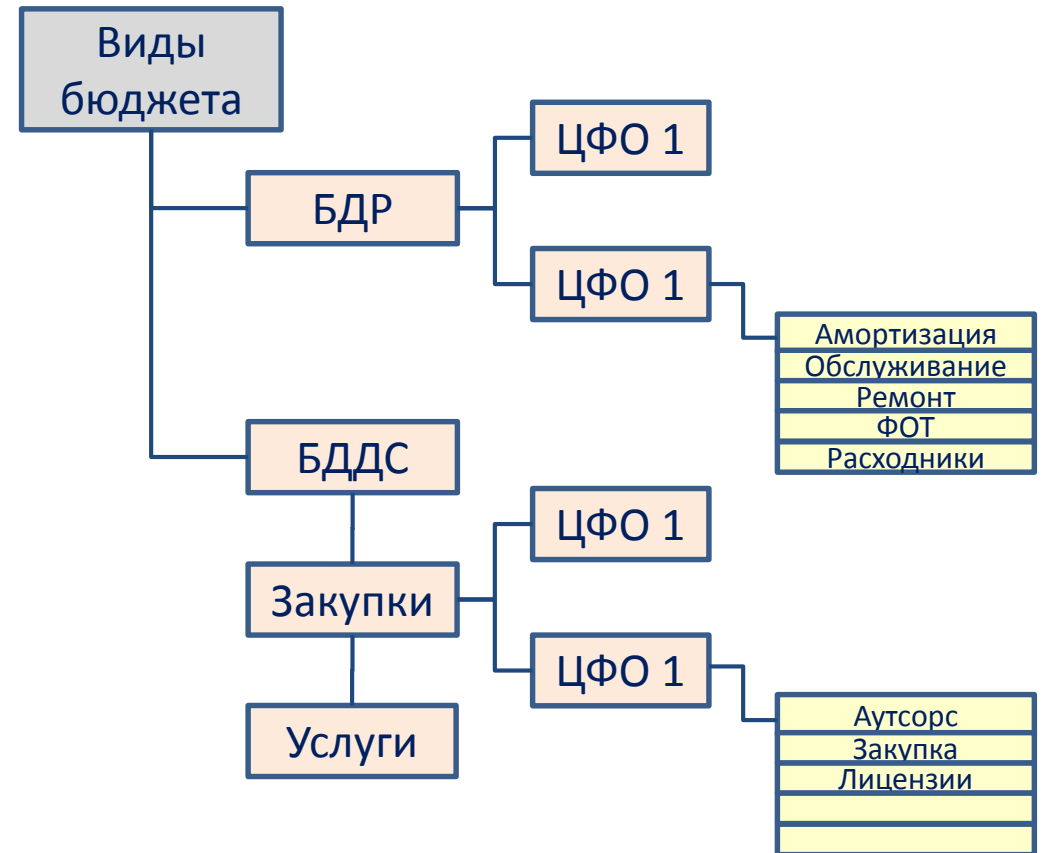 Виды
бюджета
ЦФО 1
БДР
ЦФО 1
Амортизация
Обслуживание
Ремонт
ФОТ
Расходники
БДДС
ЦФО 1
Закупки
ЦФО 1
Услуги
Аутсорс
Закупка
Лицензии